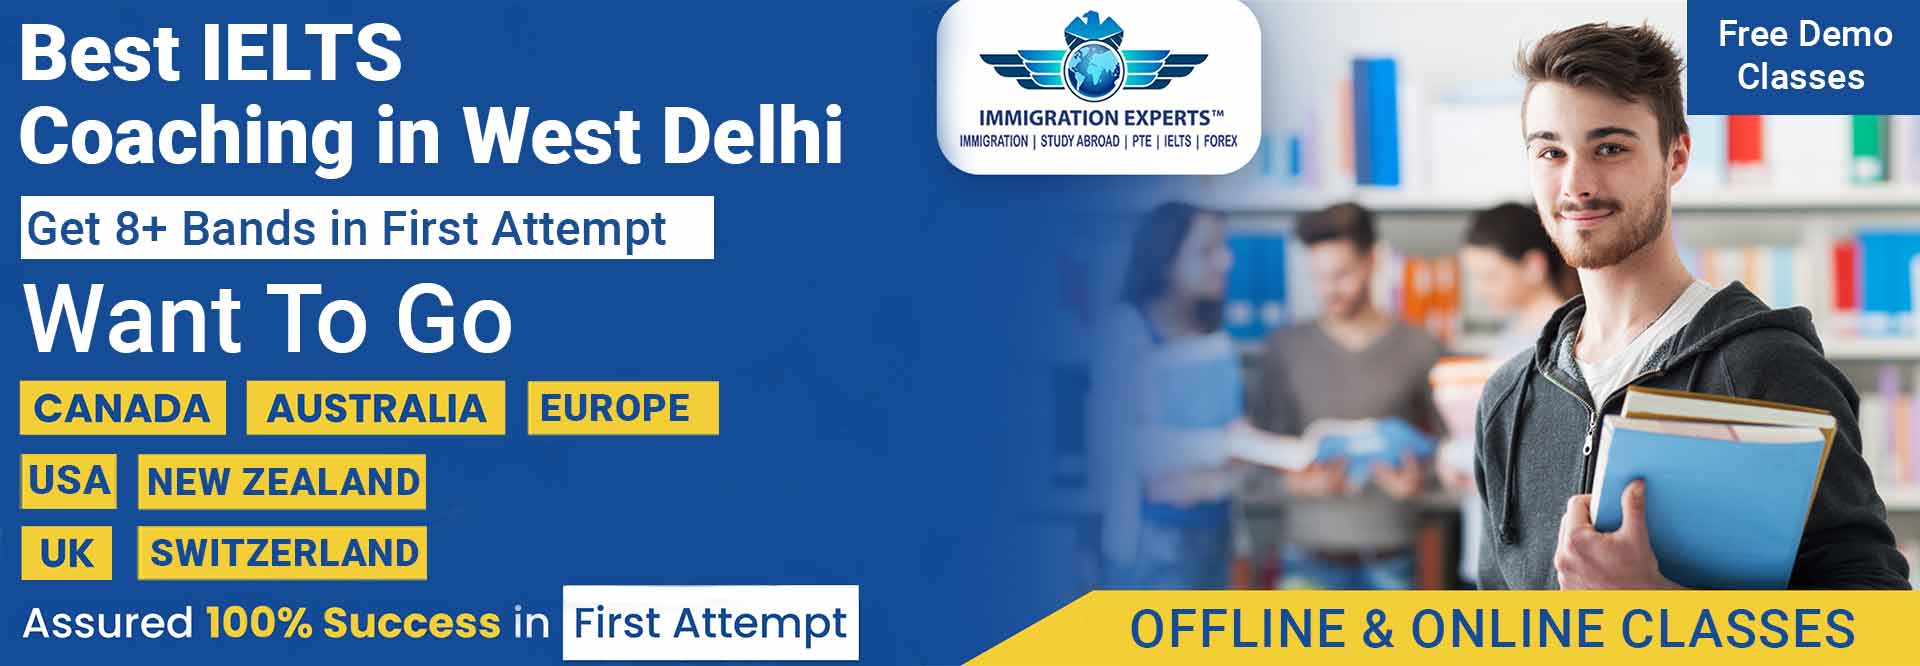 Best IELTS
Coaching in West Delhi
Get 8+ Bands in First Attempt
Want To Go
CANADA AUSTRALIA EUROPE
USA NEW ZEALAND
UK SWITZERLAND
Assured 100% Success in First Attempt
IMMIGRATION EXPERTS™
IMMIGRATION | STUDY ABROAD | PTE | IELTS | FOREX
Free Demo
Classes
OFFLINE & ONLINE CLASSES